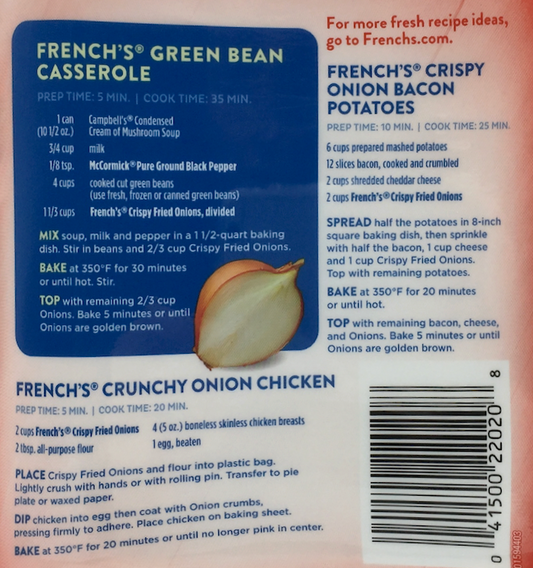 For more fresh recipe ideas,
go to Frenchs.com.
FRENCH'S® GREEN BEAN
CASSEROLE
PREP TIME: 5 MIN. | COOK TIME: 35 MIN.
1 can Campbell's® Condensed
(10 1/2 oz.) Cream of Mushroom Soup
3/4 cup milk
1/8 tsp. McCormick® Pure Ground Black Pepper
4 cups cooked cut green beans
(use fresh, frozen or canned green beans)
1 1/3 cups French's® Crispy Fried Onions, divided
MIX soup, milk and pepper in a 1 1/2-quart baking
dish. Stir in beans and 2/3 cup Crispy Fried Onions.
BAKE at 350°F for 30 minutes
or until hot. Stir.
TOP with remaining 2/3 cup
Onions. Bake 5 minutes or until
Onions are golden brown.
FRENCH'S® CRISPY
ONION BACON
POTATOES
PREP TIME: 10 MIN. | COOK TIME: 25 MIN.
6 cups prepared mashed potatoes
12 slices bacon, cooked and crumbled
2 cups shredded cheddar cheese
2 cups French's® Crispy Fried Onions
SPREAD half the potatoes in 8-inch
square baking dish, then sprinkle
with half the bacon, 1 cup cheese
and 1 cup Crispy Fried Onions.
Top with remaining potatoes.
BAKE at 350°F for 20 minutes
or until hot.
TOP with remaining bacon, cheese,
and Onions. Bake 5 minutes or until
Onions are golden brown.
FRENCH'S® CRUNCHY ONION CHICKEN
PREP TIME: 5 MIN. | COOK TIME: 20 MIN.
2 cups French's® Crispy Fried Onions 4 (5 oz.) boneless skinless chicken breasts
2 tbsp. all-purpose flour 1 egg, beaten
PLACE Crispy Fried Onions and flour into plastic bag.
Lightly crush with hands or with rolling pin. Transfer to pie
plate or waxed paper.
DIP chicken into egg then coat with Onion crumbs,
pressing firmly to adhere. Place chicken on baking sheet.
BAKE at 350°F for 20 minutes or until no longer pink in center.
0 41500 22020 8